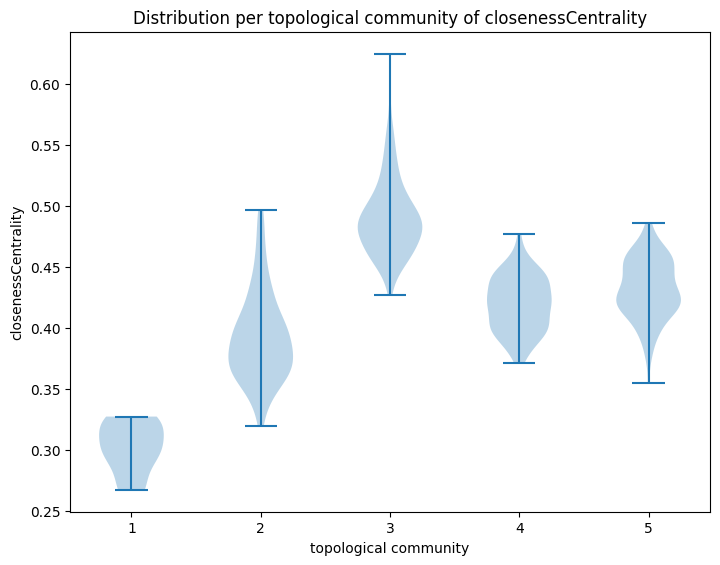 Distribution per topological community of closenessCentrality
closenessCentrality
0.60
0.55
0.50
0.45
0.40
0.35
0.30
0.25
1 2 3 4 5
topological community